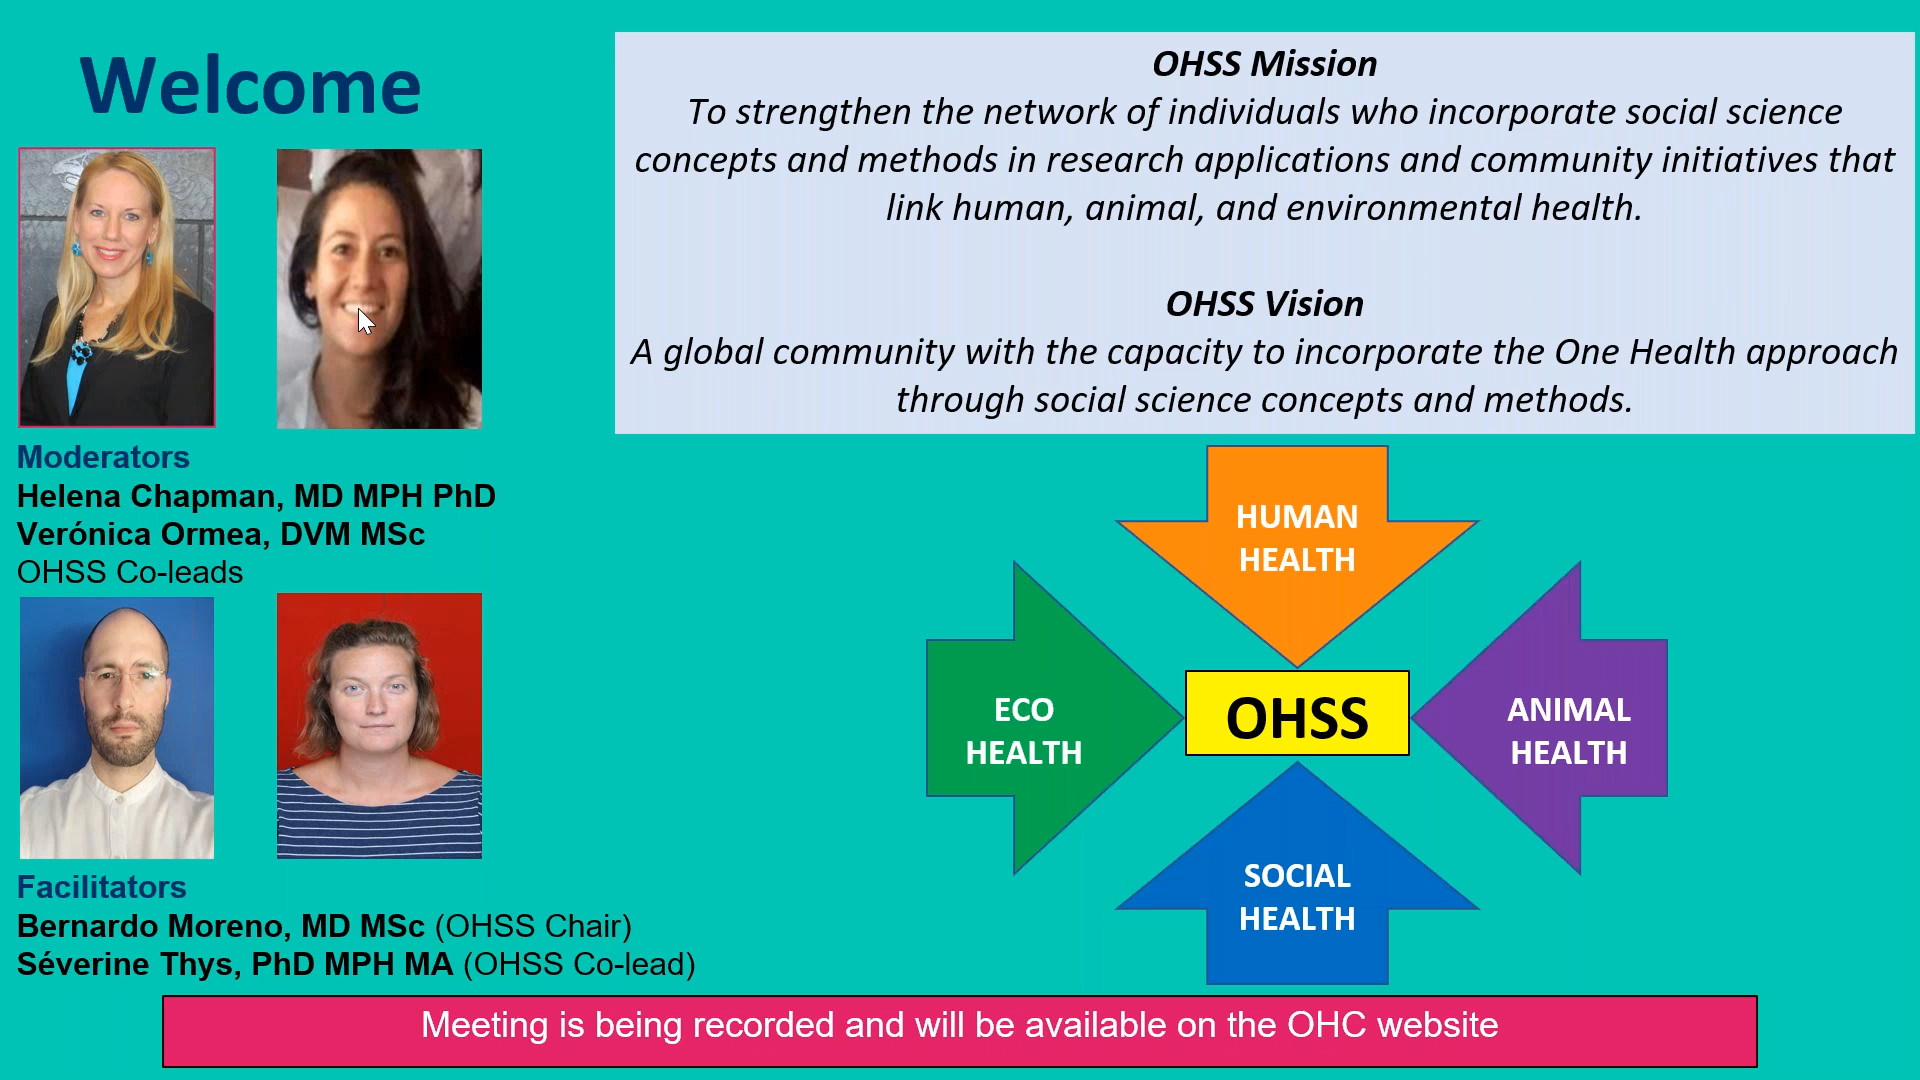 Welcome
Moderators
Helena Chapman, MD MPH PhD
Verónica Ormea, DVM MSc
OHSS Co-leads
Facilitators
Bernardo Moreno, MD MSc (OHSS Chair)
Séverine Thys, PhD MPH MA (OHSS Co-lead)
OHSS Mission
To strengthen the network of individuals who incorporate social science
concepts and methods in research applications and community initiatives that
link human, animal, and environmental health.
OHSS Vision
A global community with the capacity to incorporate the One Health approach
through social science concepts and methods.
HUMAN
HEALTH
ECO
HEALTH
OHSS
ANIMAL
HEALTH
SOCIAL
HEALTH
Meeting is being recorded and will be available on the OHC website